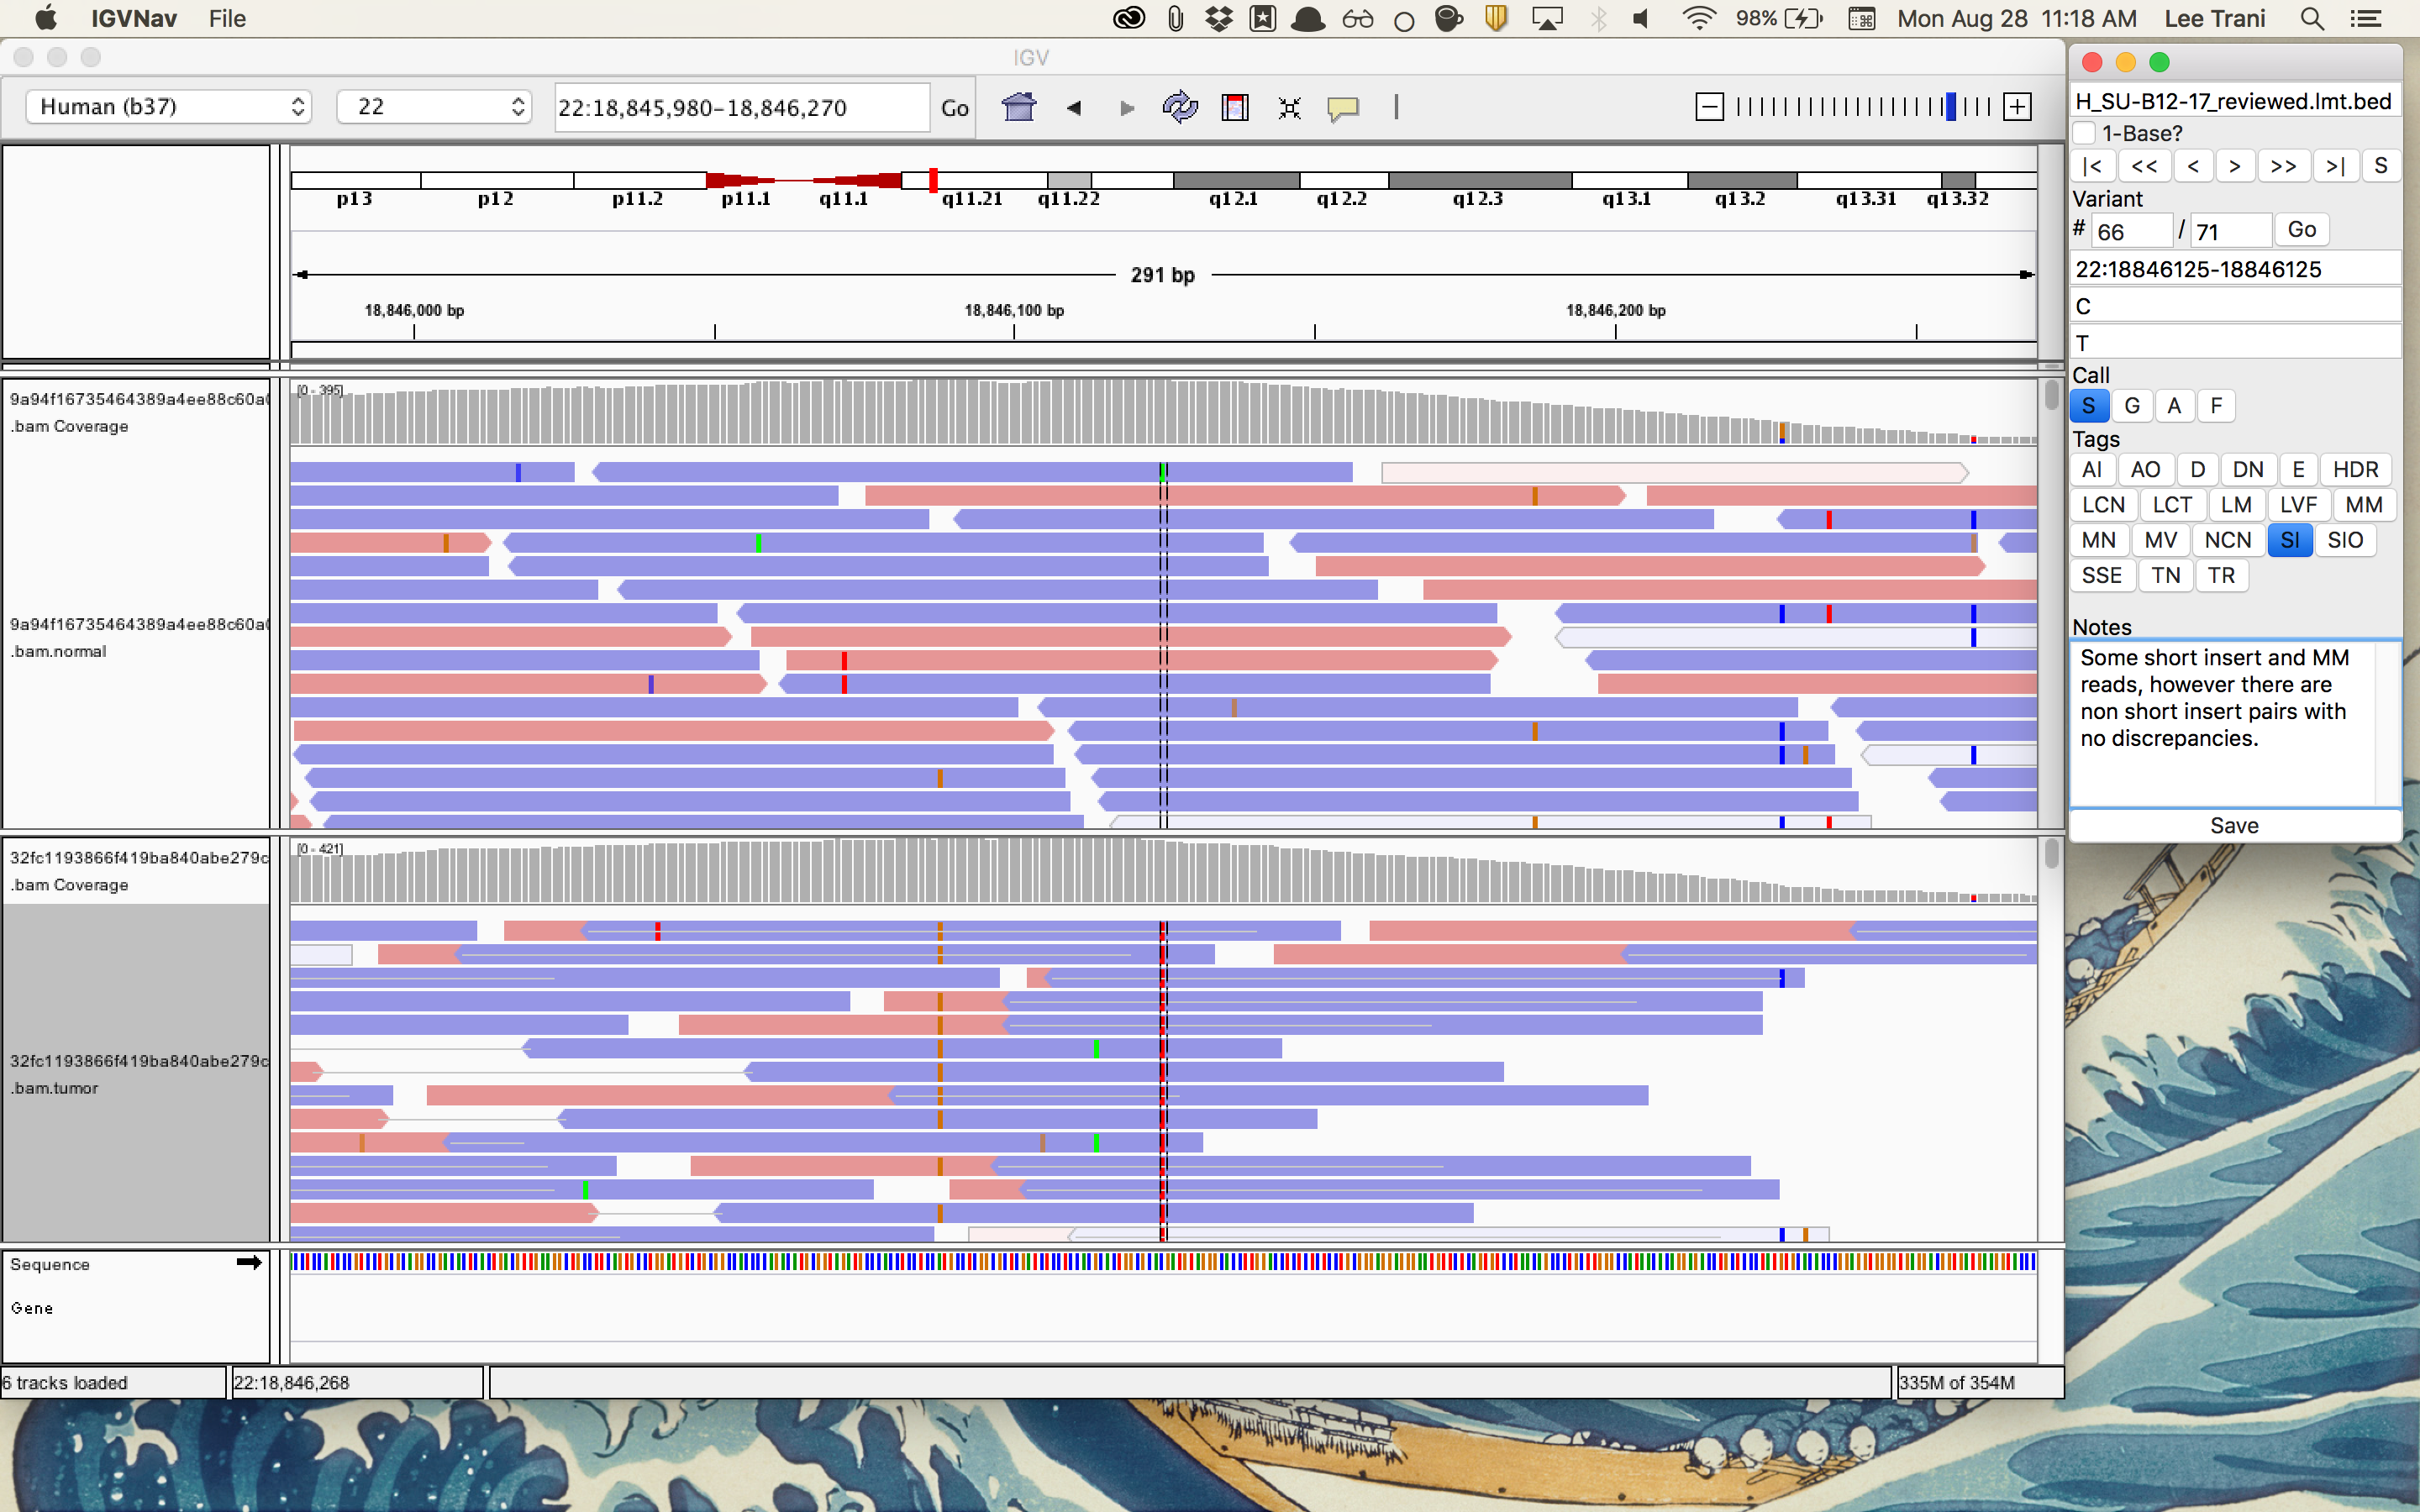 IGVNav File 98% Mon Aug 28 11:18 AM Lee Trani
IGV
Human (b37) 22 22:18,845,980-18,846,270 Go
p13 p12 p11.2 p11.1 q11.1 q11.21 q11.22 q12.1 q12.2 q12.3 q13.1 q13.2 q13.31 q13.32
291 bp
18,846,000 bp 18,846,100 bp 18,846,200 bp
[0 - 395]
.bam Coverage
.bam.normal
[0 - 421]
32fc1193866f419ba840abe279c
.bam Coverage
32fc1193866f419ba840abe279c
.bam.tumor
Sequence
Gene
6 tracks loaded 22:18,846,268 335M of 354M
H_SU-B12-17_reviewed.lmt.bed
1-Base?
|< << < > >> >| S
Variant
# 66 / 71 Go
22:18846125-18846125
C
T
Call
S G A F
Tags
AI AO D DN E HDR
LCN LCT LM LVF MM
MN MV NCN SI SIO
SSE TN TR
Notes
Some short insert and MM
reads, however there are
non short insert pairs with
no discrepancies.
Save